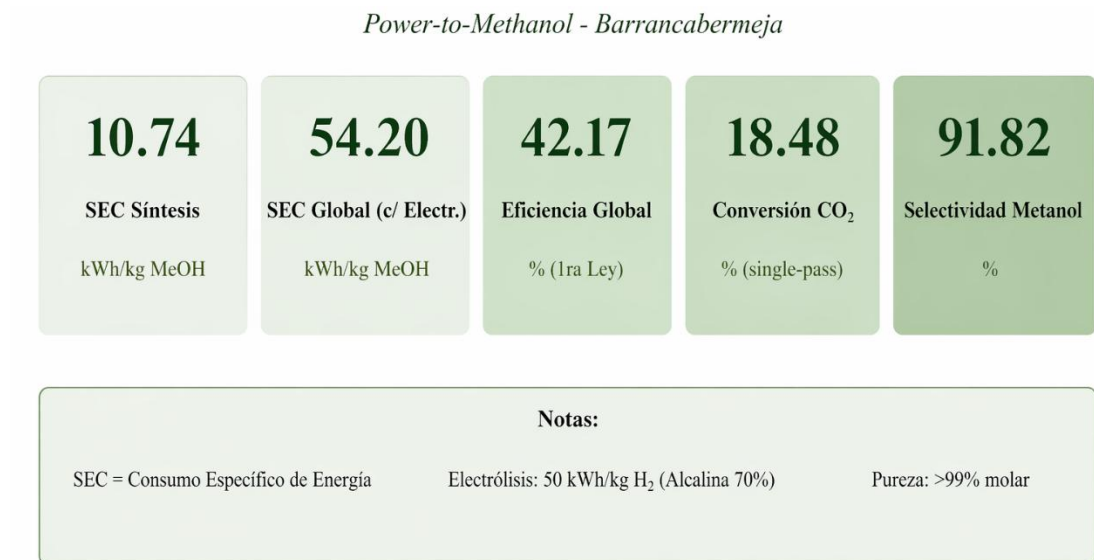 Power-to-Methanol - Barrancabermeja
10.74
SEC Síntesis
kWh/kg MeOH
54.20
SEC Global (c/ Electr.)
kWh/kg MeOH
42.17
Eficiencia Global
% (1ra Ley)
18.48
Conversión CO₂
% (single-pass)
91.82
Selectividad Metanol
%
Notas:
SEC = Consumo Específico de Energía
Electrólisis: 50 kWh/kg H₂ (Alcalina 70%)
Pureza: >99% molar